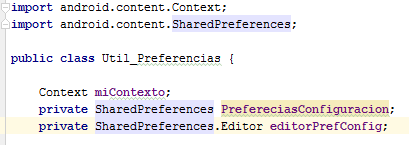 import android.content.Context;
import android.content.SharedPreferences;
public class Util_Preferencias {
Context miContexto;
private SharedPreferences PrefereciasConfiguracion;
private SharedPreferences.Editor editorPrefConfig;